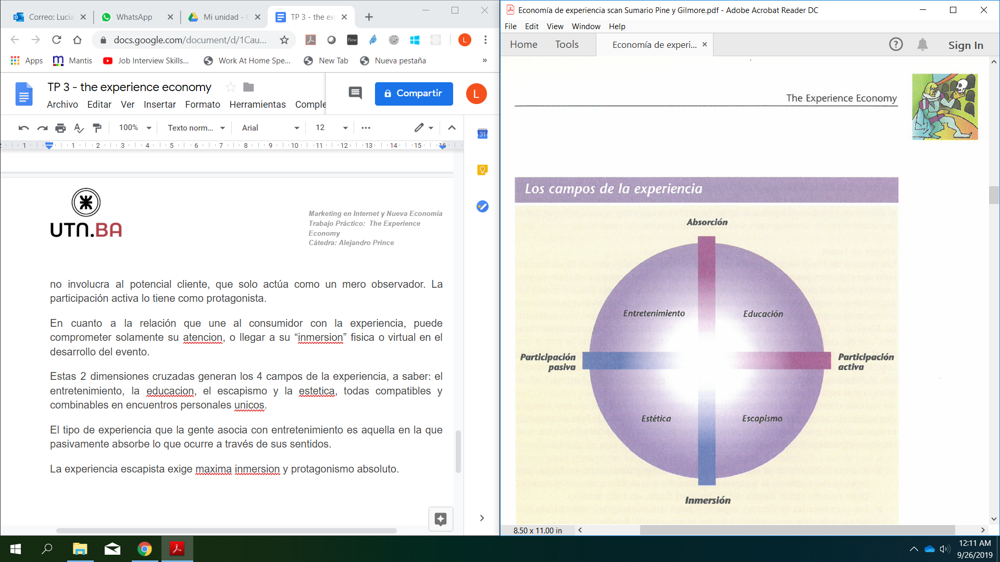 Correo: Lucia
WhatsApp
Mi unidad -
TP 3 - the ex
docs.google.com/document/d/1Cau...
flow
L
Apps
Mantis
Job Interview Skills...
Work At Home Spe...
New Tab
Nueva pestaña
»
TP 3 - the experience economy
Archivo Editar Ver Insertar Formato Herramientas Comple
Compartir
L
100%
Texto norm...
Arial
12
1 1 2 3 4 5 6 7 8 9 10 11 12 13 14 15 16
31
UTN.BA
Marketing en Internet y Nueva Economía
Trabajo Práctico: The Experience
Economy
Cátedra: Alejandro Prince
no involucra al potencial cliente, que solo actúa como un mero observador. La
participación activa lo tiene como protagonista.
En cuanto a la relación que une al consumidor con la experiencia, puede
comprometer solamente su atencion, o llegar a su “inmersion” fisica o virtual en el
desarrollo del evento.
Estas 2 dimensiones cruzadas generan los 4 campos de la experiencia, a saber: el
entretenimiento, la educacion, el escapismo y la estetica, todas compatibles y
combinables en encuentros personales unicos.
El tipo de experiencia que la gente asocia con entretenimiento es aquella en la que
pasivamente absorbe lo que ocurre a través de sus sentidos.
La experiencia escapista exige maxima inmersion y protagonismo absoluto.
Economía de experiencia scan Sumario Pine y Gilmore.pdf - Adobe Acrobat Reader DC
File Edit View Window Help
Home
Tools
Economía de experi...
Sign In
The Experience Economy
Los campos de la experiencia
Absorción
Entretenimiento
Educación
Participación
pasiva
Participación
activa
Estética
Escapismo
Inmersión
8.50 x 11.00 in
12:11 AM
9/26/2019